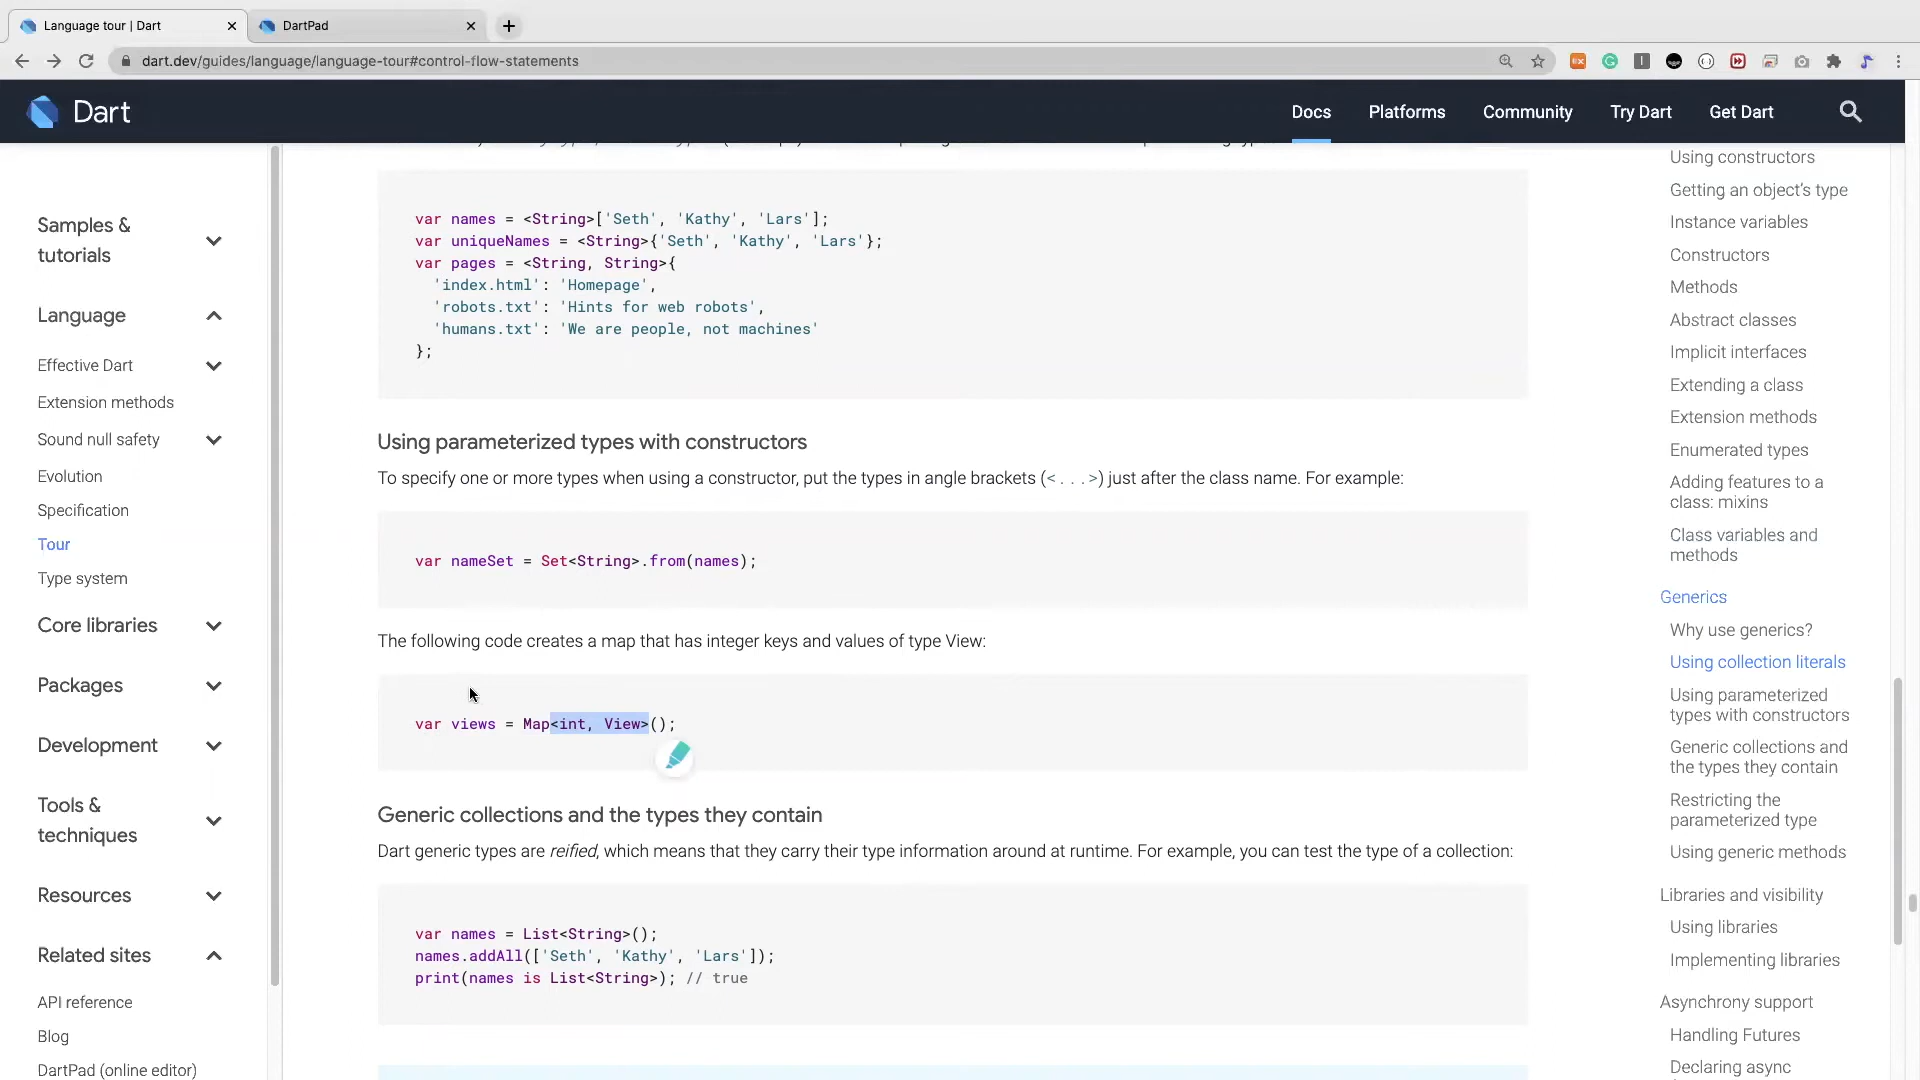 Language tour | Dart
DartPad
dart.dev/guides/language/language-tour#control-flow-statements
Dart
Docs
Platforms
Community
Try Dart
Get Dart
Samples &
tutorials
Language
Effective Dart
Extension methods
Sound null safety
Evolution
Specification
Tour
Type system
Core libraries
Packages
Development
Tools &
techniques
Resources
Related sites
API reference
Blog
DartPad (online editor)
var names = <String>['Seth', 'Kathy', 'Lars'];
var uniqueNames = <String>{'Seth', 'Kathy', 'Lars'};
var pages = <String, String>{
'index.html': 'Homepage',
'robots.txt': 'Hints for web robots',
'humans.txt': 'We are people, not machines'
};
Using parameterized types with constructors
To specify one or more types when using a constructor, put the types in angle brackets (<...>) just after the class name. For example:
var nameSet = Set<String>.from(names);
The following code creates a map that has integer keys and values of type View:
var views = Map<int, View>();
Generic collections and the types they contain
Dart generic types are reified, which means that they carry their type information around at runtime. For example, you can test the type of a collection:
var names = List<String>();
names.addAll(['Seth', 'Kathy', 'Lars']);
print(names is List<String>); // true
Using constructors
Getting an object's type
Instance variables
Constructors
Methods
Abstract classes
Implicit interfaces
Extending a class
Extension methods
Enumerated types
Adding features to a
class: mixins
Class variables and
methods
Generics
Why use generics?
Using collection literals
Using parameterized
types with constructors
Generic collections and
the types they contain
Restricting the
parameterized type
Using generic methods
Libraries and visibility
Using libraries
Implementing libraries
Asynchrony support
Handling Futures
Declaring async